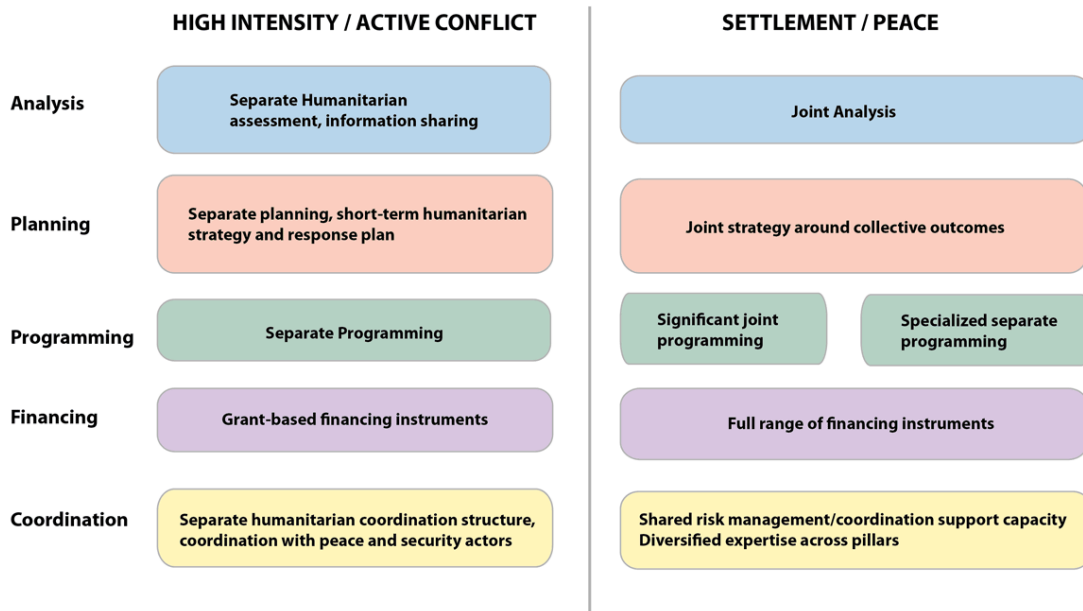 HIGH INTENSITY / ACTIVE CONFLICT
SETTLEMENT / PEACE
Analysis
Separate Humanitarian
assessment, information sharing
Joint Analysis
Planning
Separate planning, short-term humanitarian
strategy and response plan
Joint strategy around collective outcomes
Programming
Separate Programming
Significant joint
programming
Specialized separate
programming
Financing
Grant-based financing instruments
Full range of financing instruments
Coordination
Separate humanitarian coordination structure,
coordination with peace and security actors
Shared risk management/coordination support capacity
Diversified expertise across pillars